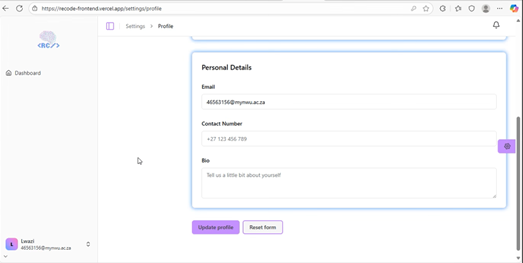 https://recode-frontend.vercel.app/settings/profile
Settings > Profile
<RC/>
Dashboard
Personal Details
Email
46563156@mynwu.ac.za
Contact Number
+27 123 456 789
Bio
Tell us a little bit about yourself
Update profile
Reset form
L
Lwazi
46563156@mynwu.ac.za